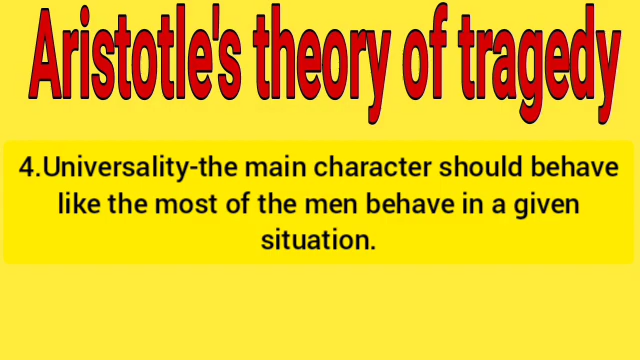 Aristotle's theory of tragedy
4.Universality-the main character should behave
like the most of the men behave in a given
situation.